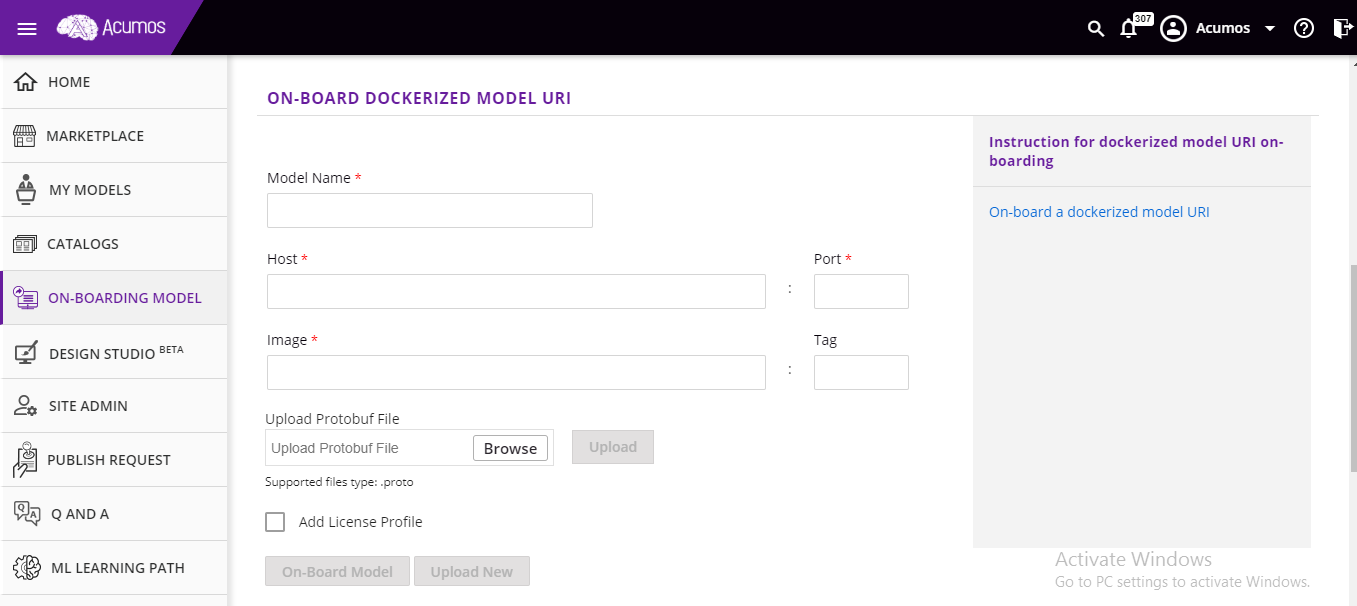 Acumos
307
Acumos
HOME
MARKETPLACE
MY MODELS
CATALOGS
ON-BOARDING MODEL
DESIGN STUDIO BETA
SITE ADMIN
PUBLISH REQUEST
Q AND A
ML LEARNING PATH
ON-BOARD DOCKERIZED MODEL URI
Model Name *
Host *
:
Port *
Image *
:
Tag
Upload Protobuf File
Upload Protobuf File
Browse
Upload
Supported files type: .proto
Add License Profile
On-Board Model
Upload New
Instruction for dockerized model URI on-
boarding
On-board a dockerized model URI
Activate Windows
Go to PC settings to activate Windows.